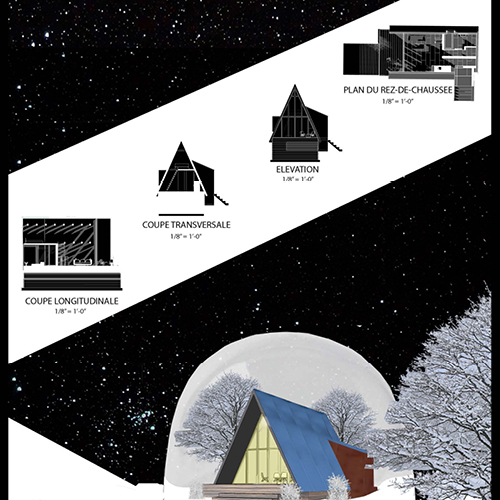 PLAN DU REZ-DE-CHAUSSEE
1/8" = 1'-0"
ELEVATION
1/8" = 1'-0"
COUPE TRANSVERSALE
1/8" = 1'-0"
COUPE LONGITUDINALE
1/8" = 1'-0"